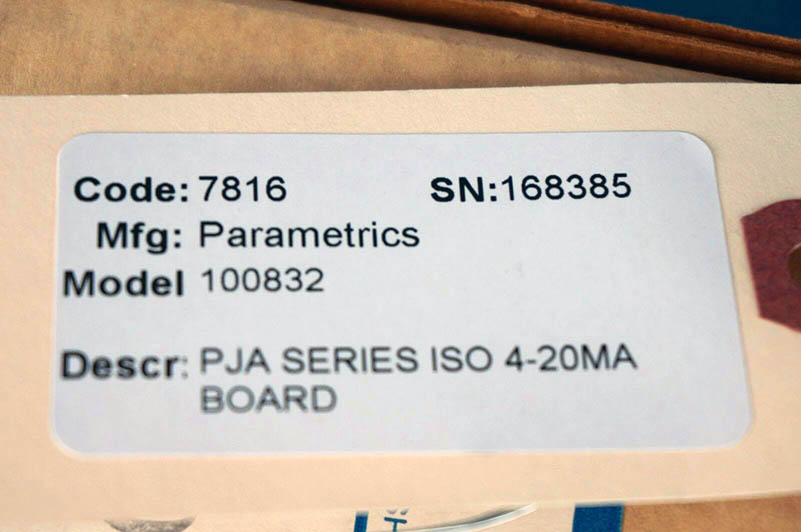 Code: 7816 SN:168385
Mfg: Parametrics
Model 100832
Descr: PJA SERIES ISO 4-20MA
BOARD